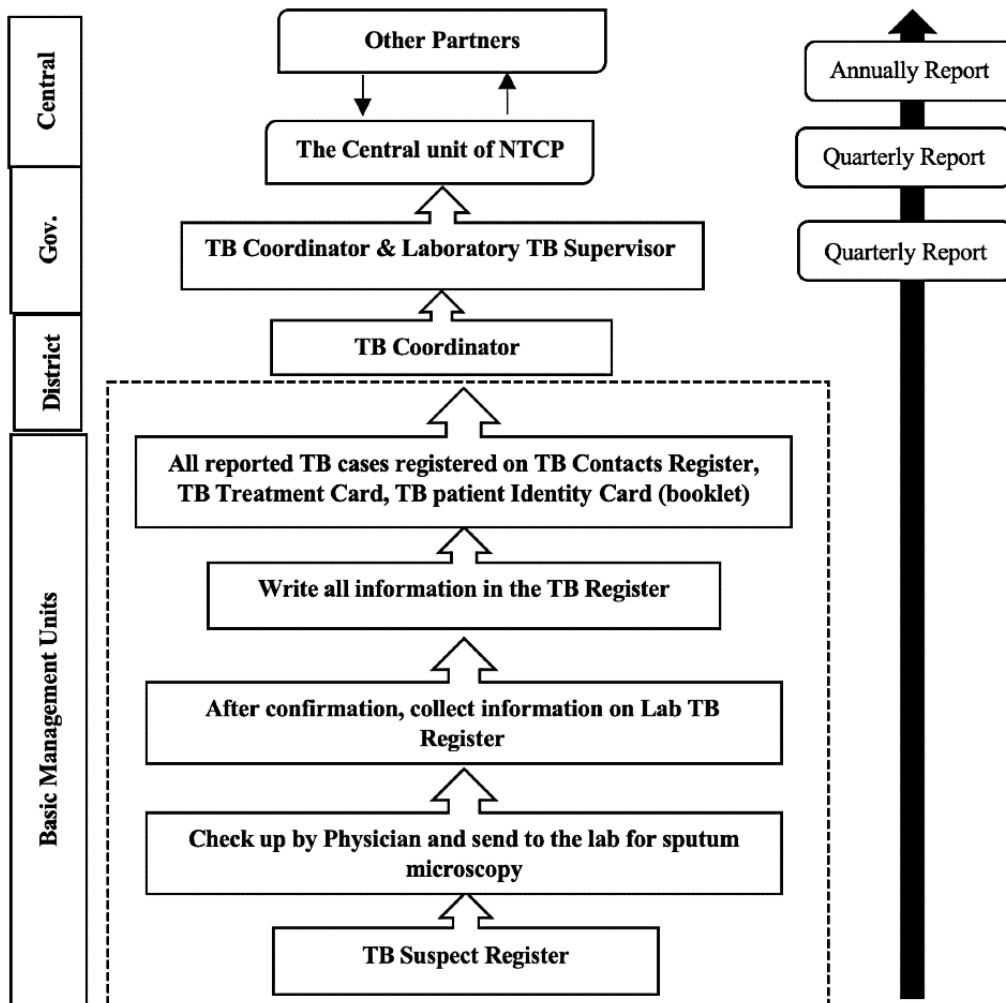 Other Partners
Annually Report
Central
The Central unit of NTCP
Quarterly Report
Gov.
TB Coordinator & Laboratory TB Supervisor
Quarterly Report
District
TB Coordinator
Basic Management Units
All reported TB cases registered on TB Contacts Register,
TB Treatment Card, TB patient Identity Card (booklet)
Write all information in the TB Register
After confirmation, collect information on Lab TB
Register
Check up by Physician and send to the lab for sputum
microscopy
TB Suspect Register